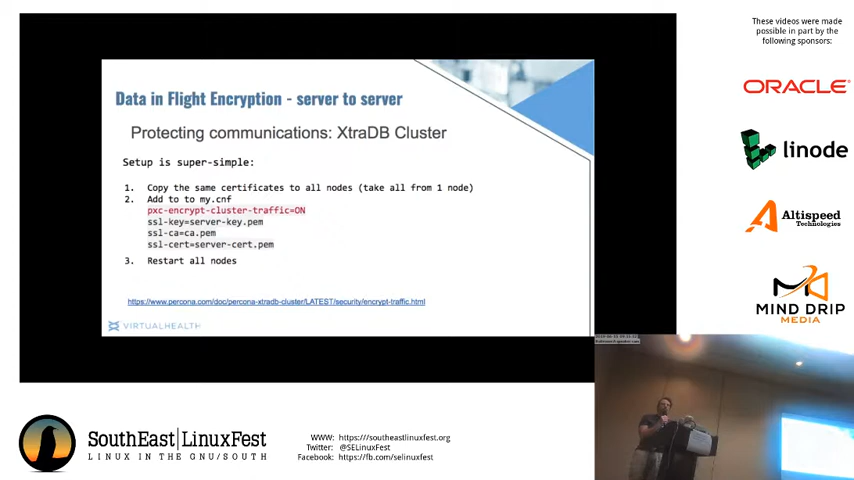 These videos were made
possible in part by the
following sponsors:
ORACLE
linode
Altispeed
Technologies
MIND DRIP
MEDIA
Data in Flight Encryption - server to server
Protecting communications: XtraDB Cluster
Setup is super-simple:
1. Copy the same certificates to all nodes (take all from 1 node)
2. Add to to my.cnf
pxc-encrypt-cluster-traffic=ON
ssl-key=server-key.pem
ssl-ca=ca.pem
ssl-cert=server-cert.pem
3. Restart all nodes
https://www.percona.com/doc/percona-xtradb-cluster/LATEST/security/encrypt-traffic.html
VIRTUALHEALTH
SouthEast|LinuxFest
LINUX IN THE GNU/SOUTH
WWW: https://southeastlinuxfest.org
Twitter: @SELinuxFest
Facebook: https://fb.com/selinuxfest